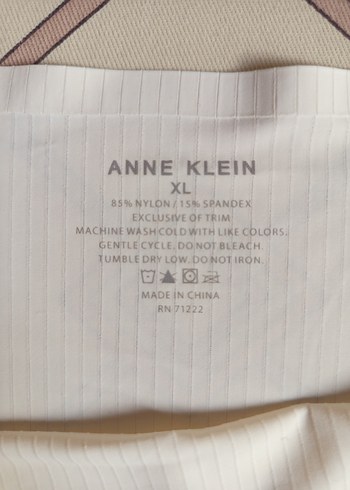 ANNE KLEIN
XL
85% NYLON / 15% SPANDEX
EXCLUSIVE OF TRIM
MACHINE WASH COLD WITH LIKE COLORS.
GENTLE CYCLE. DO NOT BLEACH.
TUMBLE DRY LOW. DO NOT IRON.
MADE IN CHINA
RN 71222